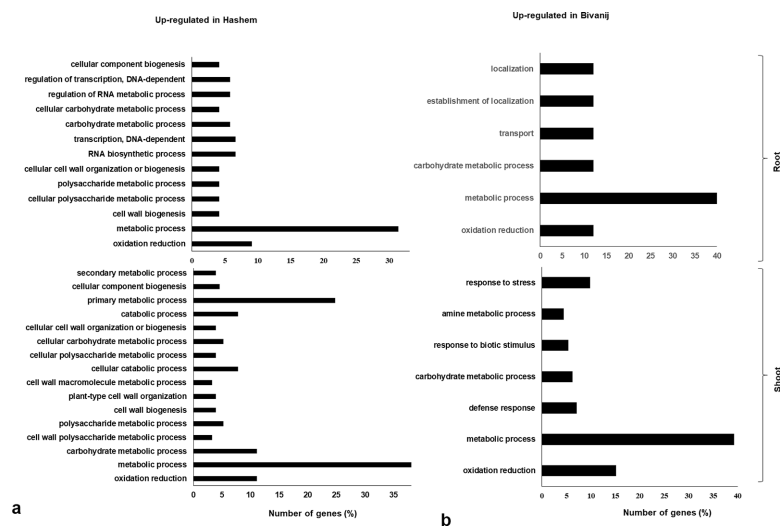 Up-regulated in Hashem
cellular component biogenesis
regulation of transcription, DNA-dependent
regulation of RNA metabolic process
cellular carbohydrate metabolic process
carbohydrate metabolic process
transcription, DNA-dependent
RNA biosynthetic process
cellular cell wall organization or biogenesis
polysaccharide metabolic process
cellular polysaccharide metabolic process
cell wall biogenesis
metabolic process
oxidation reduction
0 5 10 15 20 25 30
secondary metabolic process
cellular component biogenesis
primary metabolic process
catabolic process
cellular cell wall organization or biogenesis
cellular carbohydrate metabolic process
cellular polysaccharide metabolic process
cellular catabolic process
cell wall macromolecule metabolic process
plant-type cell wall organization
cell wall biogenesis
polysaccharide metabolic process
cell wall polysaccharide metabolic process
carbohydrate metabolic process
metabolic process
oxidation reduction
0 5 10 15 20 25 30 35
Number of genes (%)
a
Up-regulated in Bivanij
localization
establishment of localization
transport
carbohydrate metabolic process
metabolic process
oxidation reduction
0 5 10 15 20 25 30 35 40
Root
response to stress
amine metabolic process
response to biotic stimulus
carbohydrate metabolic process
defense response
metabolic process
oxidation reduction
0 5 10 15 20 25 30 35 40
Number of genes (%)
Shoot
b